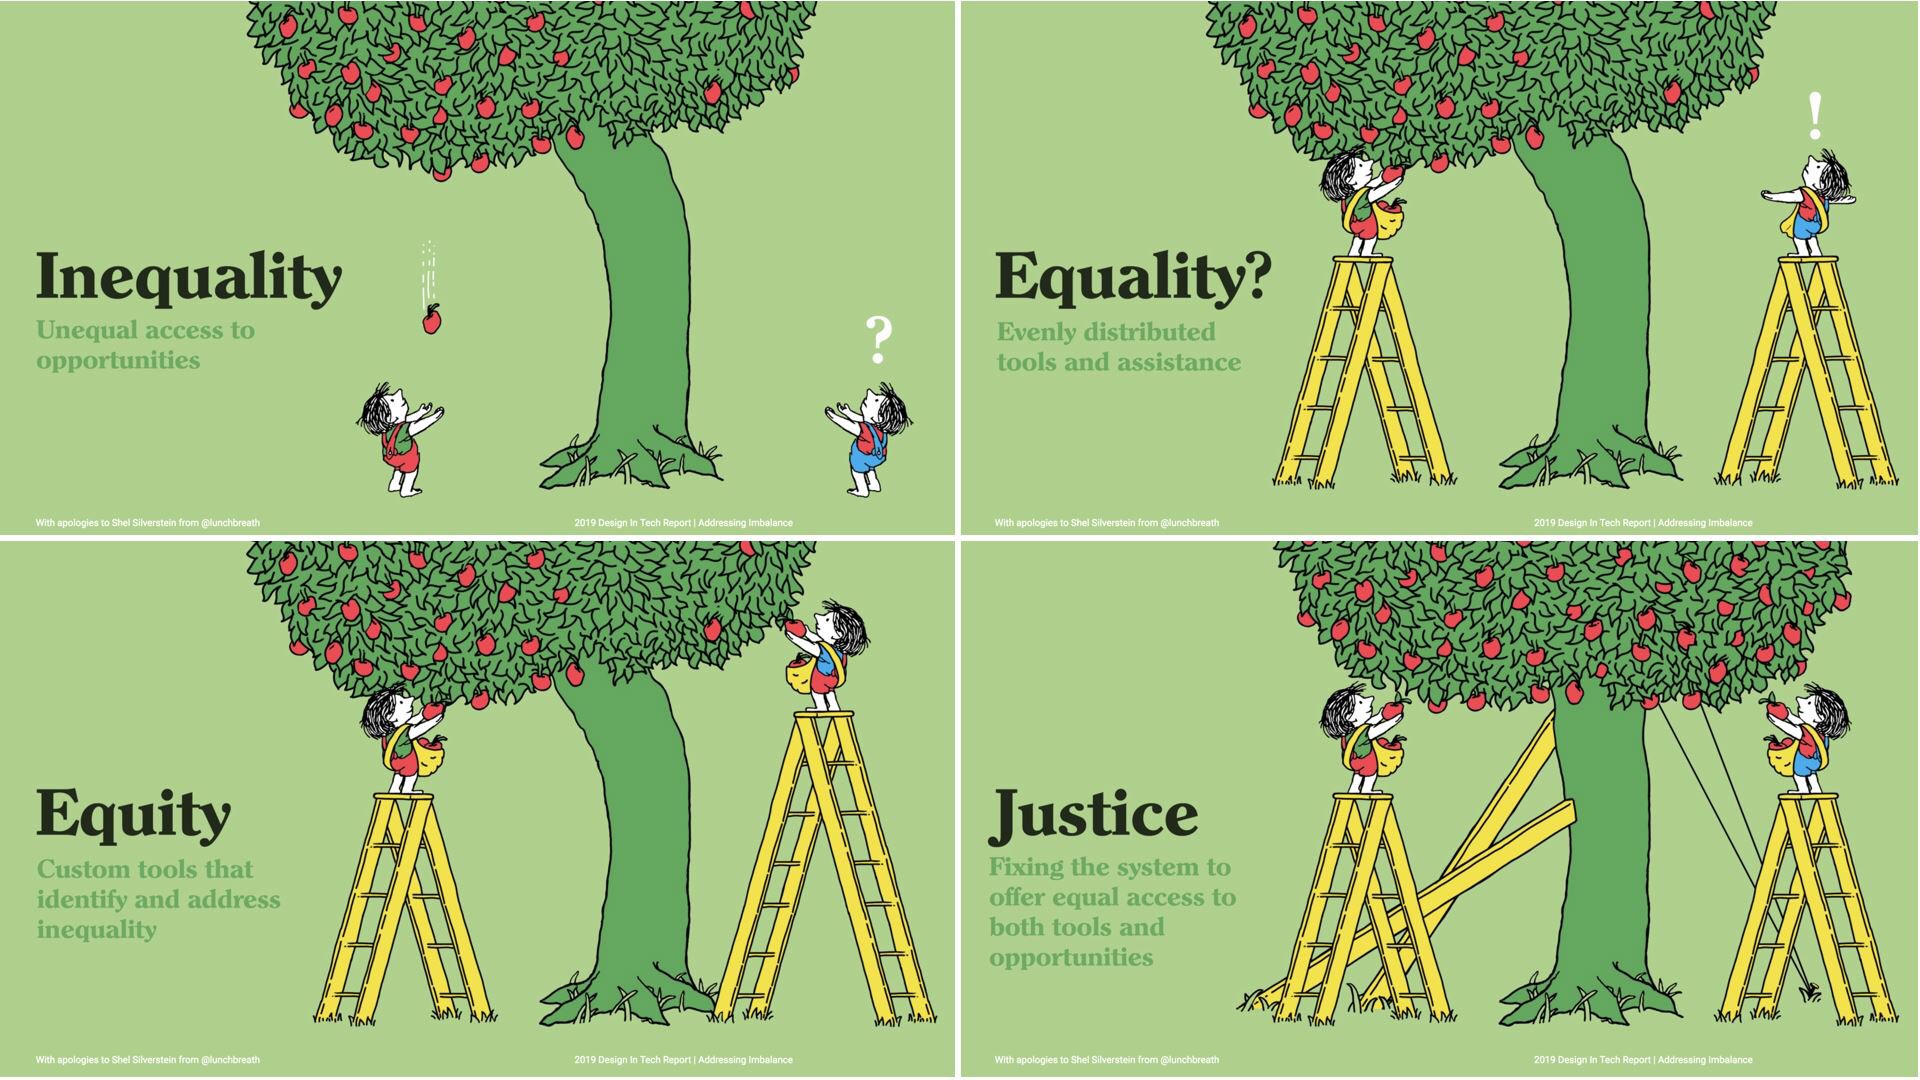 Inequality
Unequal access to
opportunities
?
With apologies to Shel Silverstein from @lunchbreath
2019 Design In Tech Report | Addressing Imbalance
Equality?
Evenly distributed
tools and assistance
!
With apologies to Shel Silverstein from @lunchbreath
2019 Design In Tech Report | Addressing Imbalance
Equity
Custom tools that
identify and address
inequality
With apologies to Shel Silverstein from @lunchbreath
2019 Design In Tech Report | Addressing Imbalance
Justice
Fixing the system to
offer equal access to
both tools and
opportunities
With apologies to Shel Silverstein from @lunchbreath
2019 Design In Tech Report | Addressing Imbalance